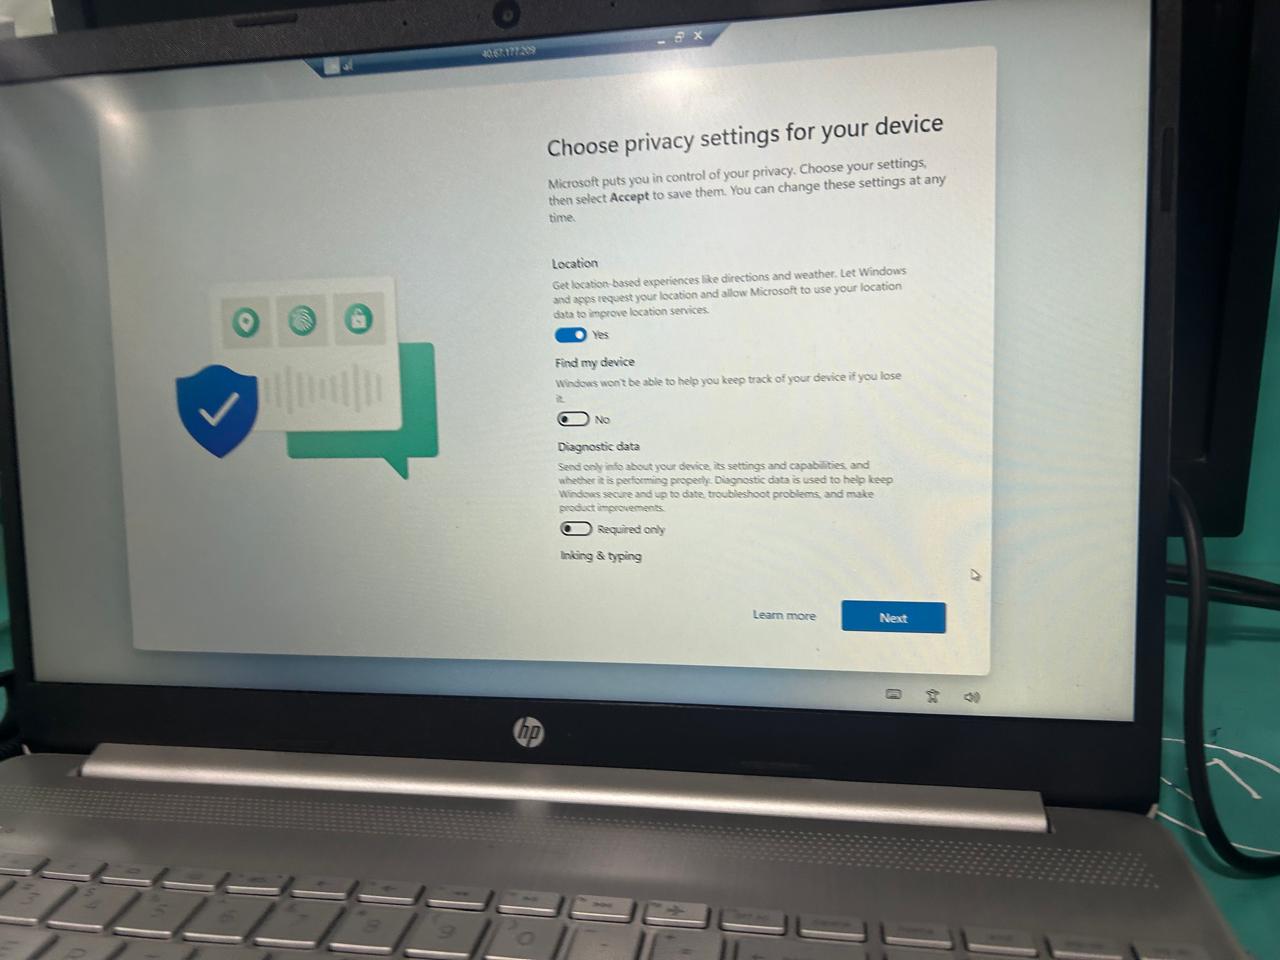 40.67.177.209
Choose privacy settings for your device
Microsoft puts you in control of your privacy. Choose your settings,
then select Accept to save them. You can change these settings at any
time.
Location
Get location-based experiences like directions and weather. Let Windows
and apps request your location and allow Microsoft to use your location
data to improve location services.
Yes
Find my device
Windows won't be able to help you keep track of your device if you lose
it.
No
Diagnostic data
Send only info about your device, its settings and capabilities, and
whether it is performing properly. Diagnostic data is used to help keep
Windows secure and up to date, troubleshoot problems, and make
product improvements.
Required only
Inking & typing
Learn more
Next
hp